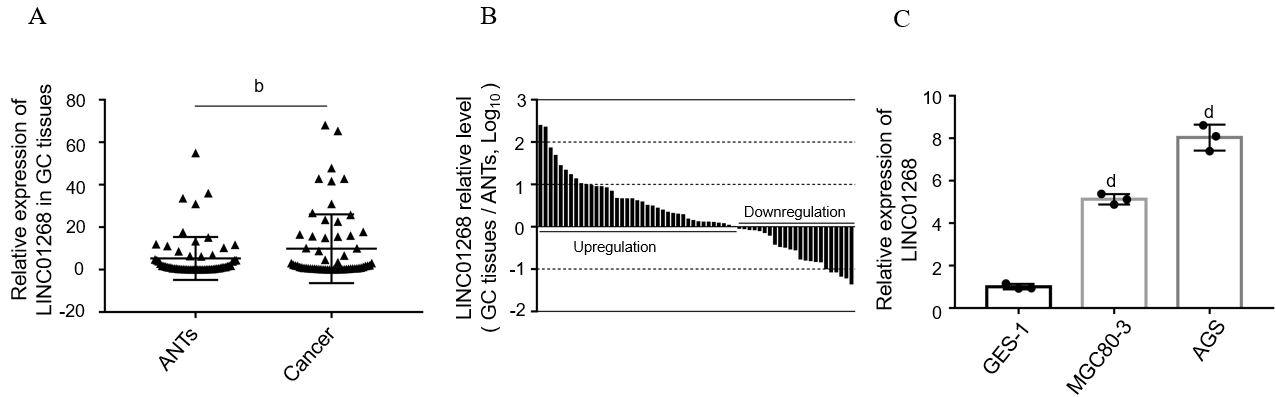 A
Relative expression of
LINC01268 in GC tissues
80
60
40
20
0
-20
b
ANTs
Cancer
B
LINC01268 relative level
( GC tissues / ANTs, Log10 )
3
2
1
0
-1
-2
Upregulation
Downregulation
C
Relative expression of
LINC01268
10
8
6
4
2
0
d
d
GES-1
MGC80-3
AGS